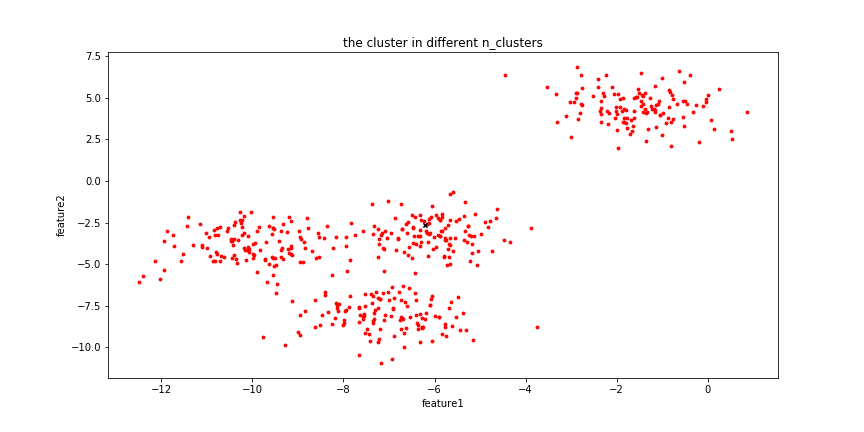 the cluster in different n_clusters
7.5
5.0
2.5
0.0
−2.5
−5.0
−7.5
−10.0
feature2
−12 −10 −8 −6 −4 −2 0
feature1